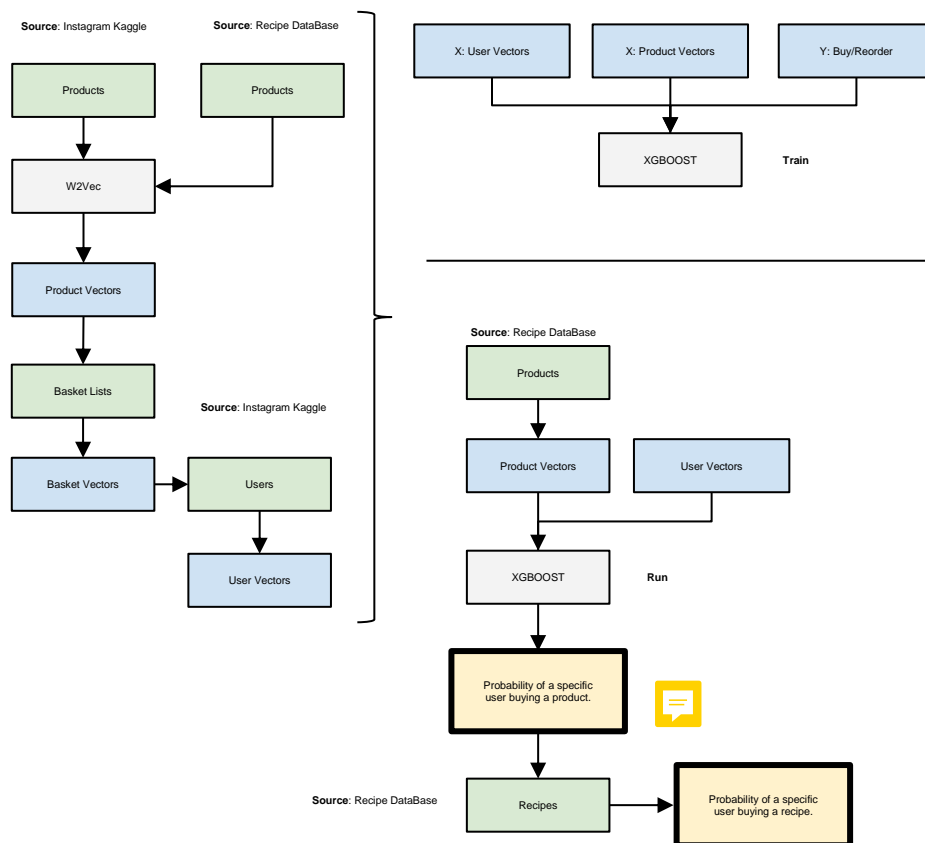 Source: Instagram Kaggle
Source: Recipe DataBase
Products
Products
W2Vec
Product Vectors
Basket Lists
Source: Instagram Kaggle
Basket Vectors
Users
User Vectors
X: User Vectors
X: Product Vectors
Y: Buy/Reorder
XGBOOST
Train
Source: Recipe DataBase
Products
Product Vectors
User Vectors
XGBOOST
Run
Probability of a specific
user buying a product.
Source: Recipe DataBase
Recipes
Probability of a specific
user buying a recipe.